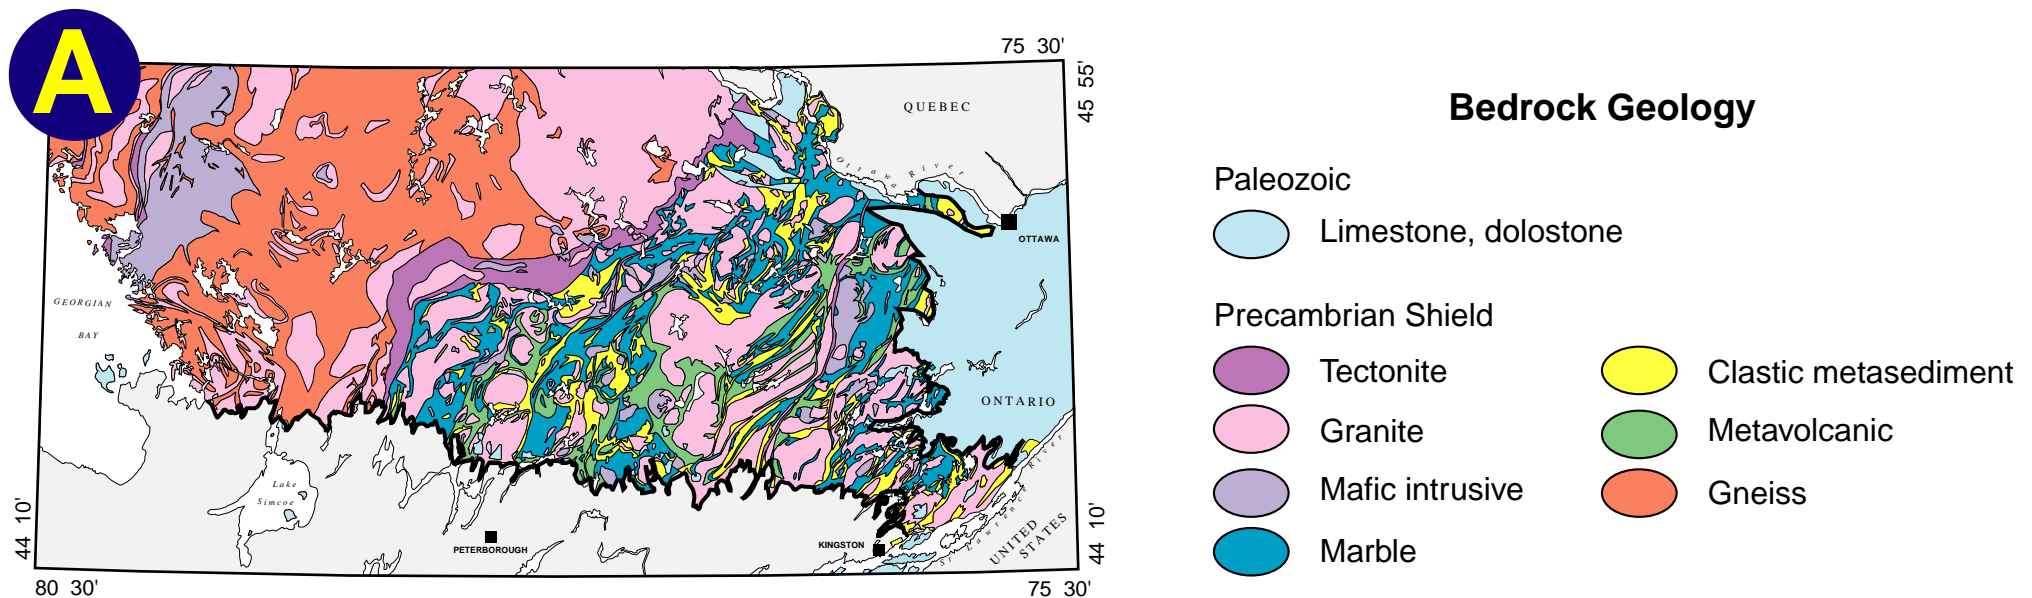 A
75 30'
45 55'
QUEBEC
Ottawa River
OTTAWA
GEORGIAN
BAY
ONTARIO
Lake
Simcoe
PETERBOROUGH
KINGSTON
St Lawrence River
UNITED
STATES
44 10'
44 10'
80 30'
75 30'
Bedrock Geology
Paleozoic
Limestone, dolostone
Precambrian Shield
Tectonite
Granite
Mafic intrusive
Marble
Clastic metasediment
Metavolcanic
Gneiss